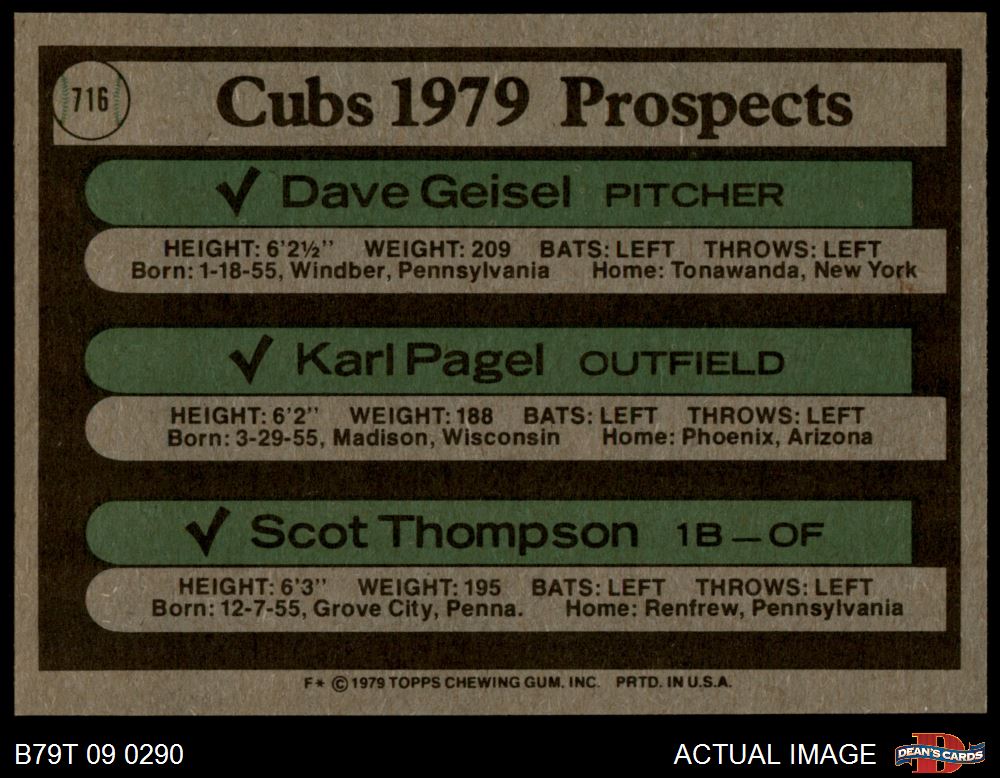 716
Cubs 1979 Prospects
✓ Dave Geisel PITCHER
HEIGHT: 6'2½" WEIGHT: 209 BATS: LEFT THROWS: LEFT
Born: 1-18-55, Windber, Pennsylvania Home: Tonawanda, New York
✓ Karl Pagel OUTFIELD
HEIGHT: 6'2" WEIGHT: 188 BATS: LEFT THROWS: LEFT
Born: 3-29-55, Madison, Wisconsin Home: Phoenix, Arizona
✓ Scot Thompson 1B — OF
HEIGHT: 6'3" WEIGHT: 195 BATS: LEFT THROWS: LEFT
Born: 12-7-55, Grove City, Penna. Home: Renfrew, Pennsylvania
F* © 1979 TOPPS CHEWING GUM, INC. PRTD. IN U.S.A.
B79T 09 0290 ACTUAL IMAGE
D
DEAN'S CARDS